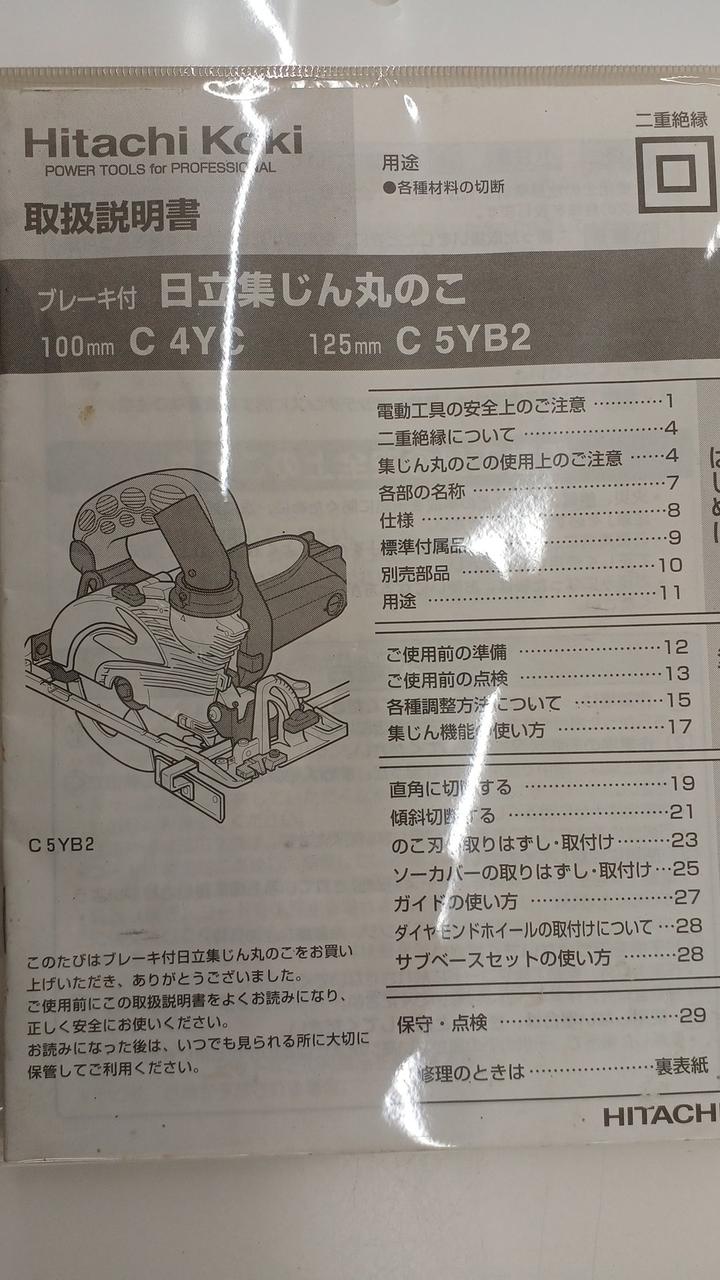 Hitachi Koki
POWER TOOLS for PROFESSIONAL
取扱説明書
用途
●各種材料の切断
二重絶縁
ブレーキ付 日立集じん丸のこ
100mm C 4YC 125mm C 5YB2
電動工具の安全上のご注意 …………1
二重絶縁について ……………………4
集じん丸のこの使用上のご注意 ……4
各部の名称 ……………………………7
仕様 ……………………………………8
標準付属品 ……………………………9
別売部品 ………………………………10
用途 ……………………………………11
ご使用前の準備 ………………………12
ご使用前の点検 ………………………13
各種調整方法について ………………15
集じん機能の使い方 …………………17
直角に切断する ………………………19
傾斜切断する …………………………21
のこ刃の取りはずし・取付け………23
ソーカバーの取りはずし・取付け…25
ガイドの使い方 ………………………27
ダイヤモンドホイールの取付けについて …28
サブベースセットの使い方 ………28
保守・点検 ……………………………29
修理のときは …………………裏表紙
C5YB2
このたびはブレーキ付日立集じん丸のこをお買い
上げいただき、ありがとうございました。
ご使用前にこの取扱説明書をよくお読みになり、
正しく安全にお使いください。
お読みになった後は、いつでも見られる所に大切に
保管してご利用ください。
HITACHI